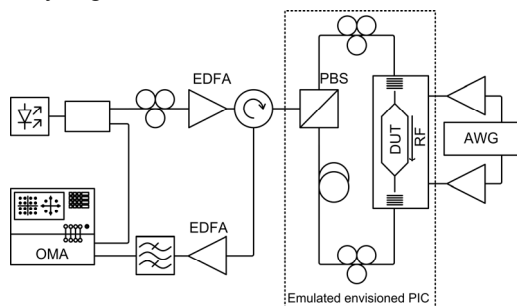 EDFA
PBS
DUT
RF
AWG
EDFA
OMA
Emulated envisioned PIC